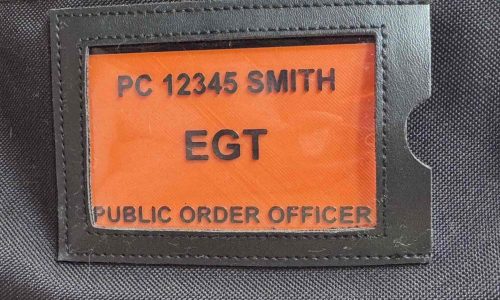 PC 12345 SMITH
EGT
PUBLIC ORDER OFFICER